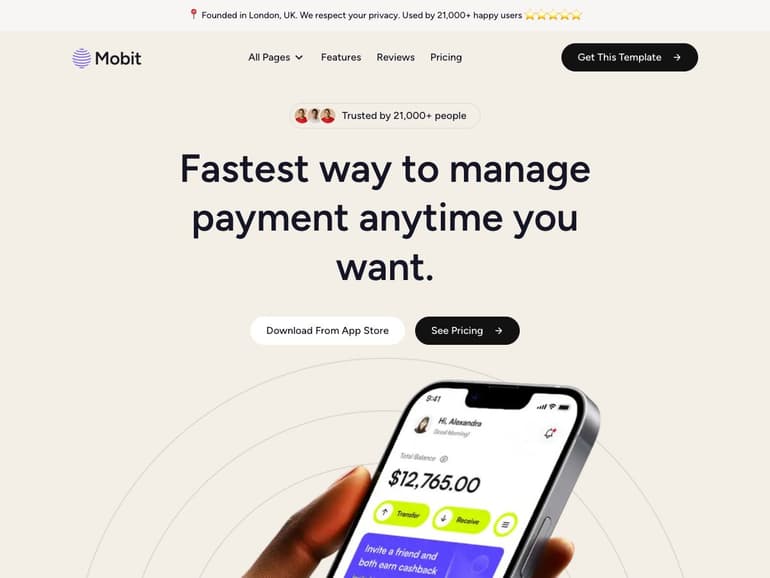 📍 Founded in London, UK. We respect your privacy. Used by 21,000+ happy users ⭐⭐⭐⭐⭐
Mobit
All Pages
Features
Reviews
Pricing
Get This Template →
Trusted by 21,000+ people
Fastest way to manage
payment anytime you
want.
Download From App Store
See Pricing →
9:41
Hi, Alexandra
Good Morning!
Total Balance
$12,765.00
Transfer
Receive
Invite a friend and
both earn cashback